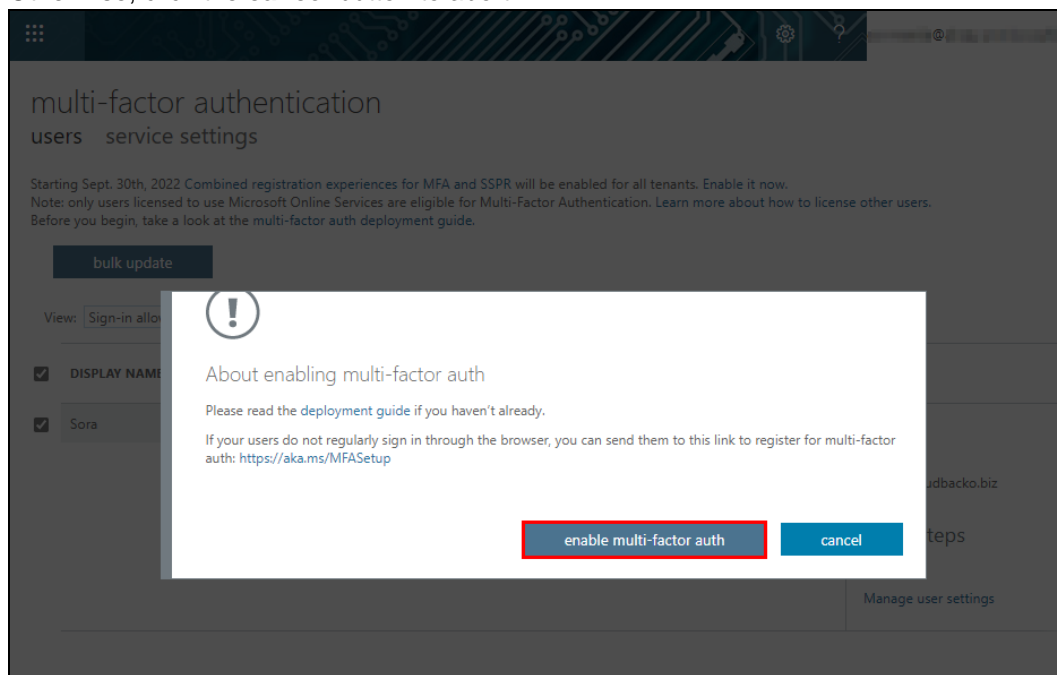 ?
@
multi-factor authentication
users service settings
Starting Sept. 30th, 2022 Combined registration experiences for MFA and SSPR will be enabled for all tenants. Enable it now.
Note: only users licensed to use Microsoft Online Services are eligible for Multi-Factor Authentication. Learn more about how to license other users.
Before you begin, take a look at the multi-factor auth deployment guide.
bulk update
View: Sign-in allo
DISPLAY NAME
Sora
!
About enabling multi-factor auth
Please read the deployment guide if you haven't already.
If your users do not regularly sign in through the browser, you can send them to this link to register for multi-factor
auth: https://aka.ms/MFASetup
udbacko.biz
enable multi-factor auth
cancel
teps
Manage user settings